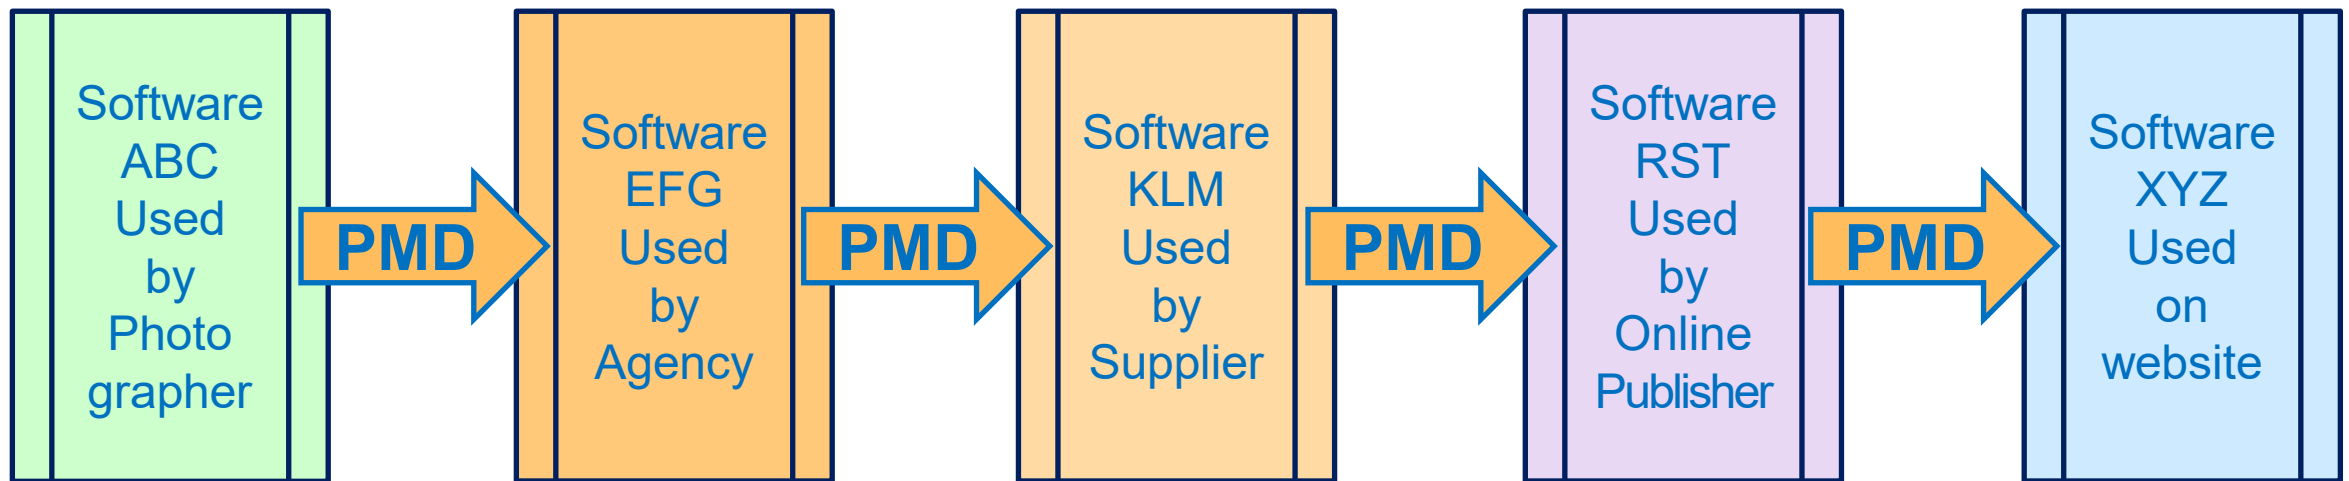 Software
ABC
Used
by
Photo
grapher
PMD
Software
EFG
Used
by
Agency
PMD
Software
KLM
Used
by
Supplier
PMD
Software
RST
Used
by
Online
Publisher
PMD
Software
XYZ
Used
on
website